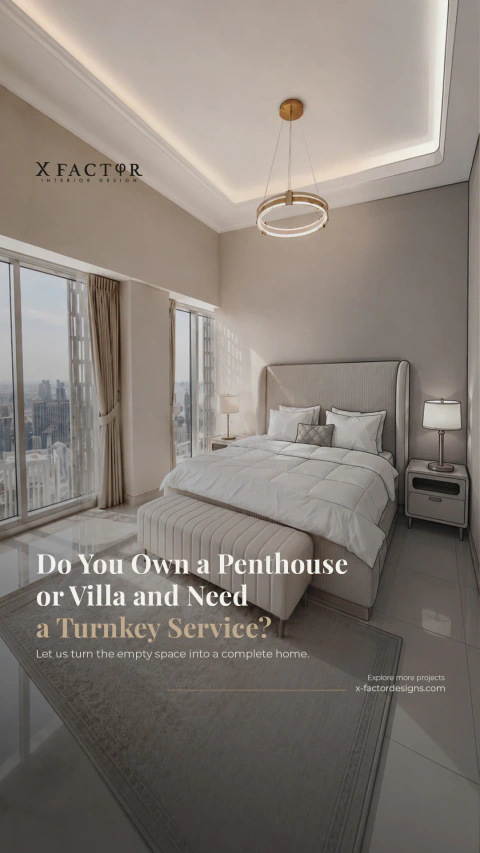 X FACTOR
INTERIOR DESIGN
Do You Own a Penthouse
or Villa and Need
a Turnkey Service?
Let us turn the empty space into a complete home.
Explore more projects
x-factordesigns.com